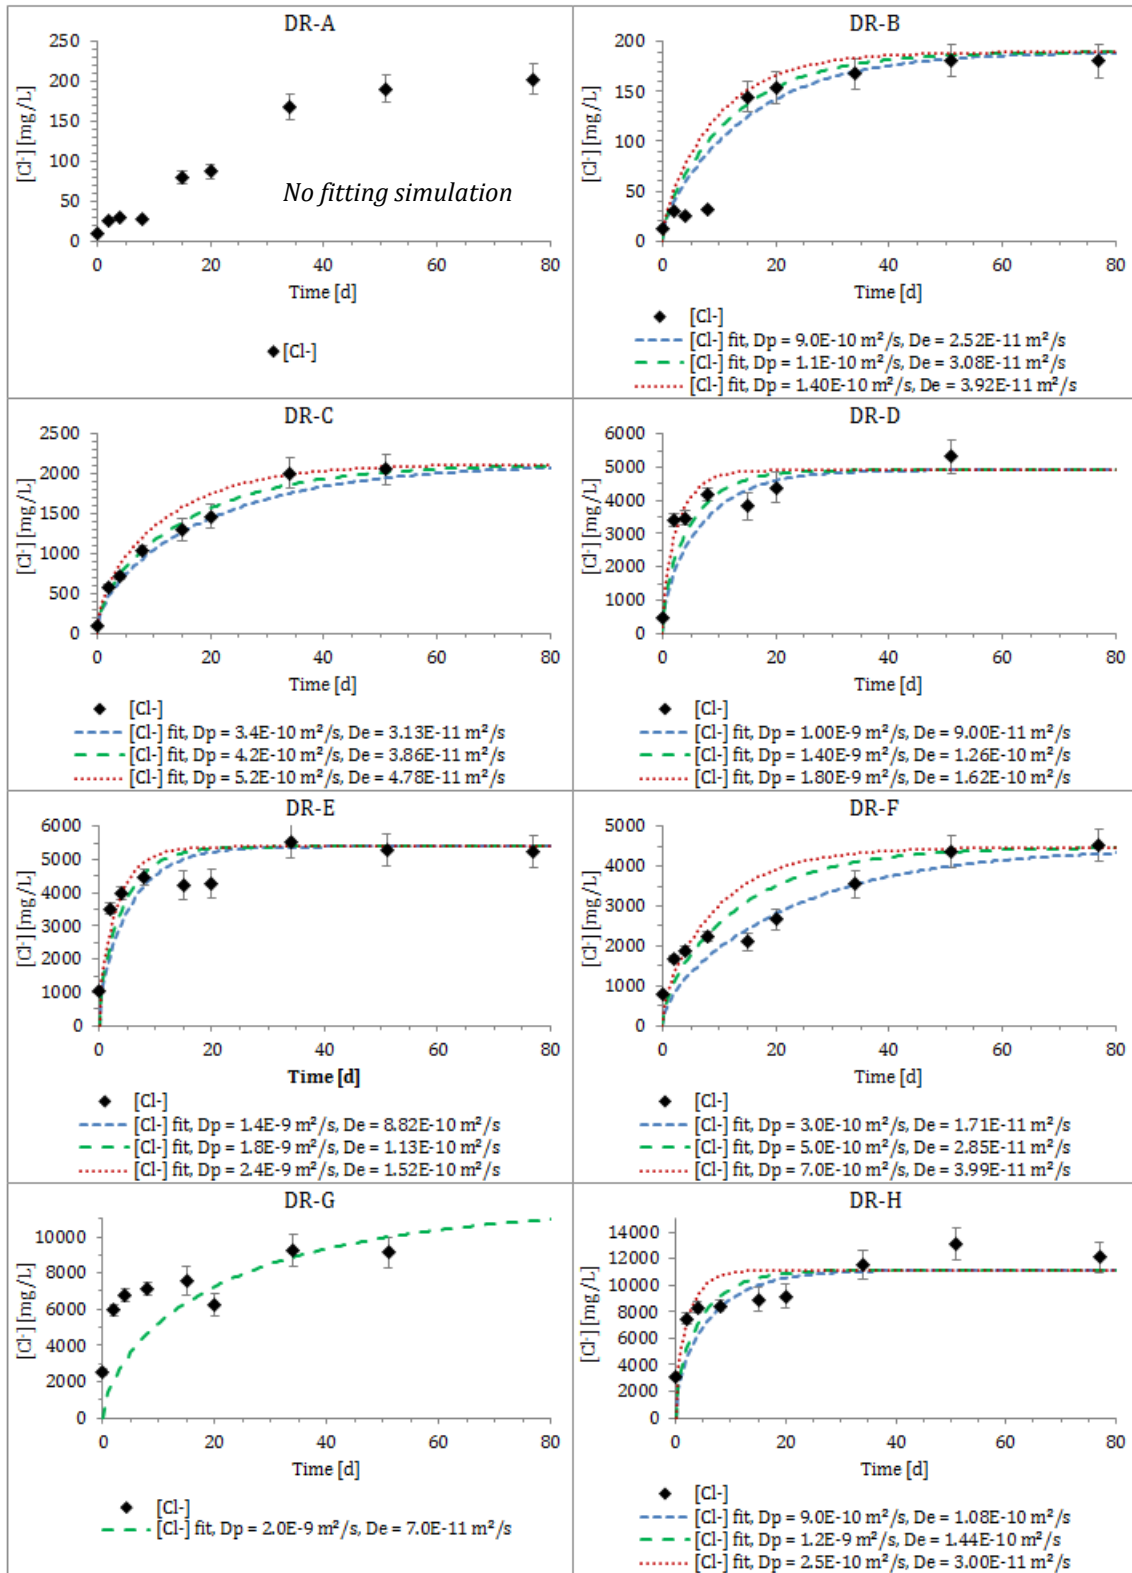 DR-A
250
200
150
100
50
0
[Cl-] [mg/L]
No fitting simulation
0 20 40 60 80
Time [d]
[Cl-]
DR-B
200
150
100
50
0
[Cl-] [mg/L]
0 20 40 60 80
Time [d]
[Cl-]
[Cl-] fit, Dp = 9.0E-10 m²/s, De = 2.52E-11 m²/s
[Cl-] fit, Dp = 1.1E-10 m²/s, De = 3.08E-11 m²/s
[Cl-] fit, Dp = 1.40E-10 m²/s, De = 3.92E-11 m²/s
DR-C
2500
2000
1500
1000
500
0
[Cl-] [mg/L]
0 20 40 60 80
Time [d]
[Cl-]
[Cl-] fit, Dp = 3.4E-10 m²/s, De = 3.13E-11 m²/s
[Cl-] fit, Dp = 4.2E-10 m²/s, De = 3.86E-11 m²/s
[Cl-] fit, Dp = 5.2E-10 m²/s, De = 4.78E-11 m²/s
DR-D
6000
5000
4000
3000
2000
1000
0
[Cl-] [mg/L]
0 20 40 60 80
Time [d]
[Cl-]
[Cl-] fit, Dp = 1.00E-9 m²/s, De = 9.00E-11 m²/s
[Cl-] fit, Dp = 1.40E-9 m²/s, De = 1.26E-10 m²/s
[Cl-] fit, Dp = 1.80E-9 m²/s, De = 1.62E-10 m²/s
DR-E
6000
5000
4000
3000
2000
1000
0
[Cl-] [mg/L]
0 20 40 60 80
Time [d]
[Cl-]
[Cl-] fit, Dp = 1.4E-9 m²/s, De = 8.82E-10 m²/s
[Cl-] fit, Dp = 1.8E-9 m²/s, De = 1.13E-10 m²/s
[Cl-] fit, Dp = 2.4E-9 m²/s, De = 1.52E-10 m²/s
DR-F
5000
4000
3000
2000
1000
0
[Cl-] [mg/L]
0 20 40 60 80
Time [d]
[Cl-]
[Cl-] fit, Dp = 3.0E-10 m²/s, De = 1.71E-11 m²/s
[Cl-] fit, Dp = 5.0E-10 m²/s, De = 2.85E-11 m²/s
[Cl-] fit, Dp = 7.0E-10 m²/s, De = 3.99E-11 m²/s
DR-G
10000
8000
6000
4000
2000
0
[Cl-] [mg/L]
0 20 40 60 80
Time [d]
[Cl-]
[Cl-] fit, Dp = 2.0E-9 m²/s, De = 7.0E-11 m²/s
DR-H
14000
12000
10000
8000
6000
4000
2000
0
[Cl-] [mg/L]
0 20 40 60 80
Time [d]
[Cl-]
[Cl-] fit, Dp = 9.0E-10 m²/s, De = 1.08E-10 m²/s
[Cl-] fit, Dp = 1.2E-9 m²/s, De = 1.44E-10 m²/s
[Cl-] fit, Dp = 2.5E-10 m²/s, De = 3.00E-11 m²/s